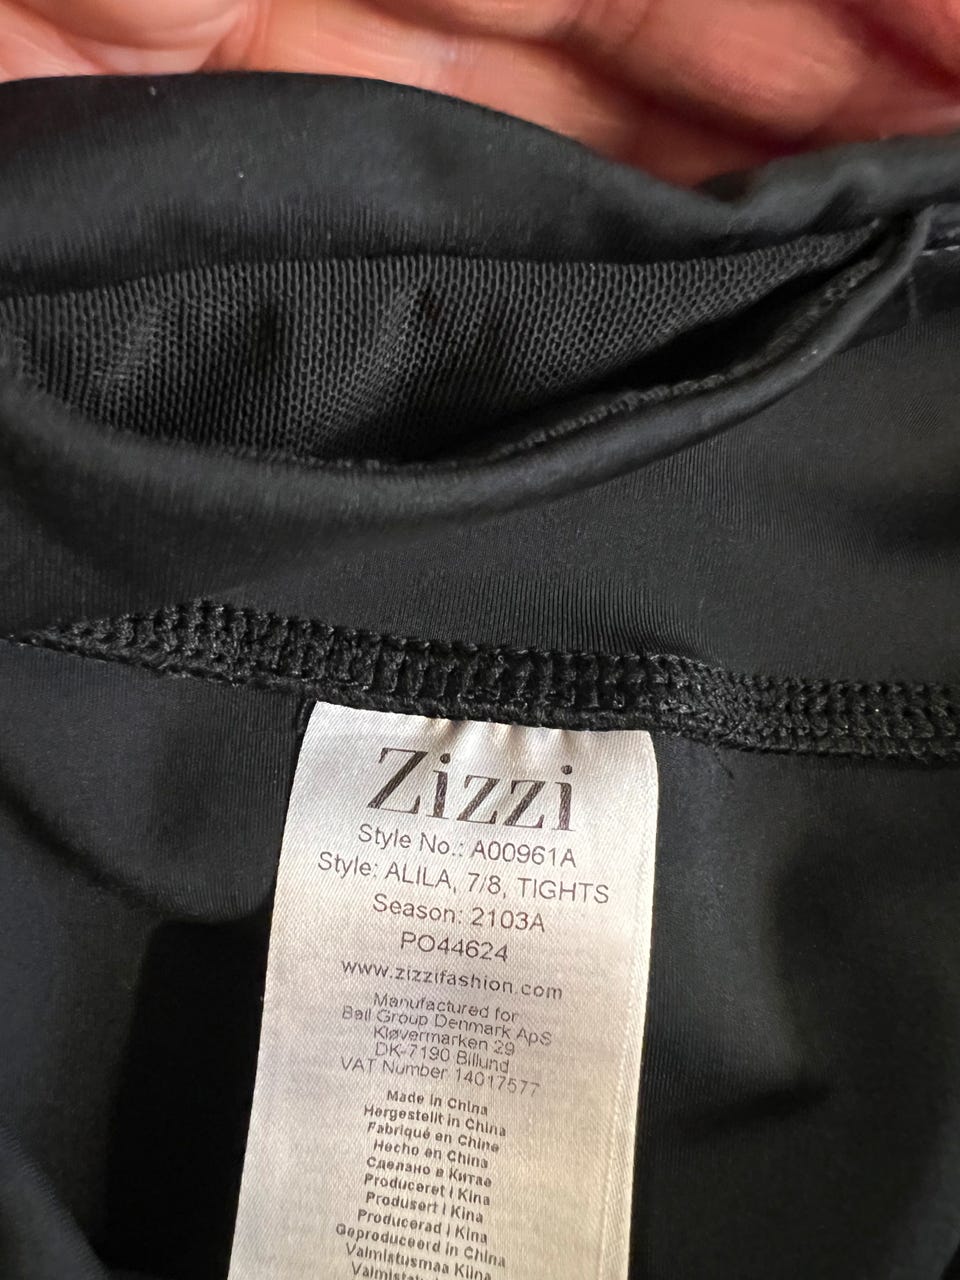 Zizzi
Style No.: A00961A
Style: ALILA, 7/8, TIGHTS
Season: 2103A
PO44624
www.zizzifashion.com
Manufactured for
Ball Group Denmark ApS
Kløvermarken 29
DK-7190 Billund
VAT Number 14017577
Made in China
Hergestellt in China
Fabriqué en Chine
Hecho en China
Сделано в Китае
Produceret i Kina
Produsert i Kina
Producerad i Kina
Geproduceerd in China
Valmistusmaa Kiina